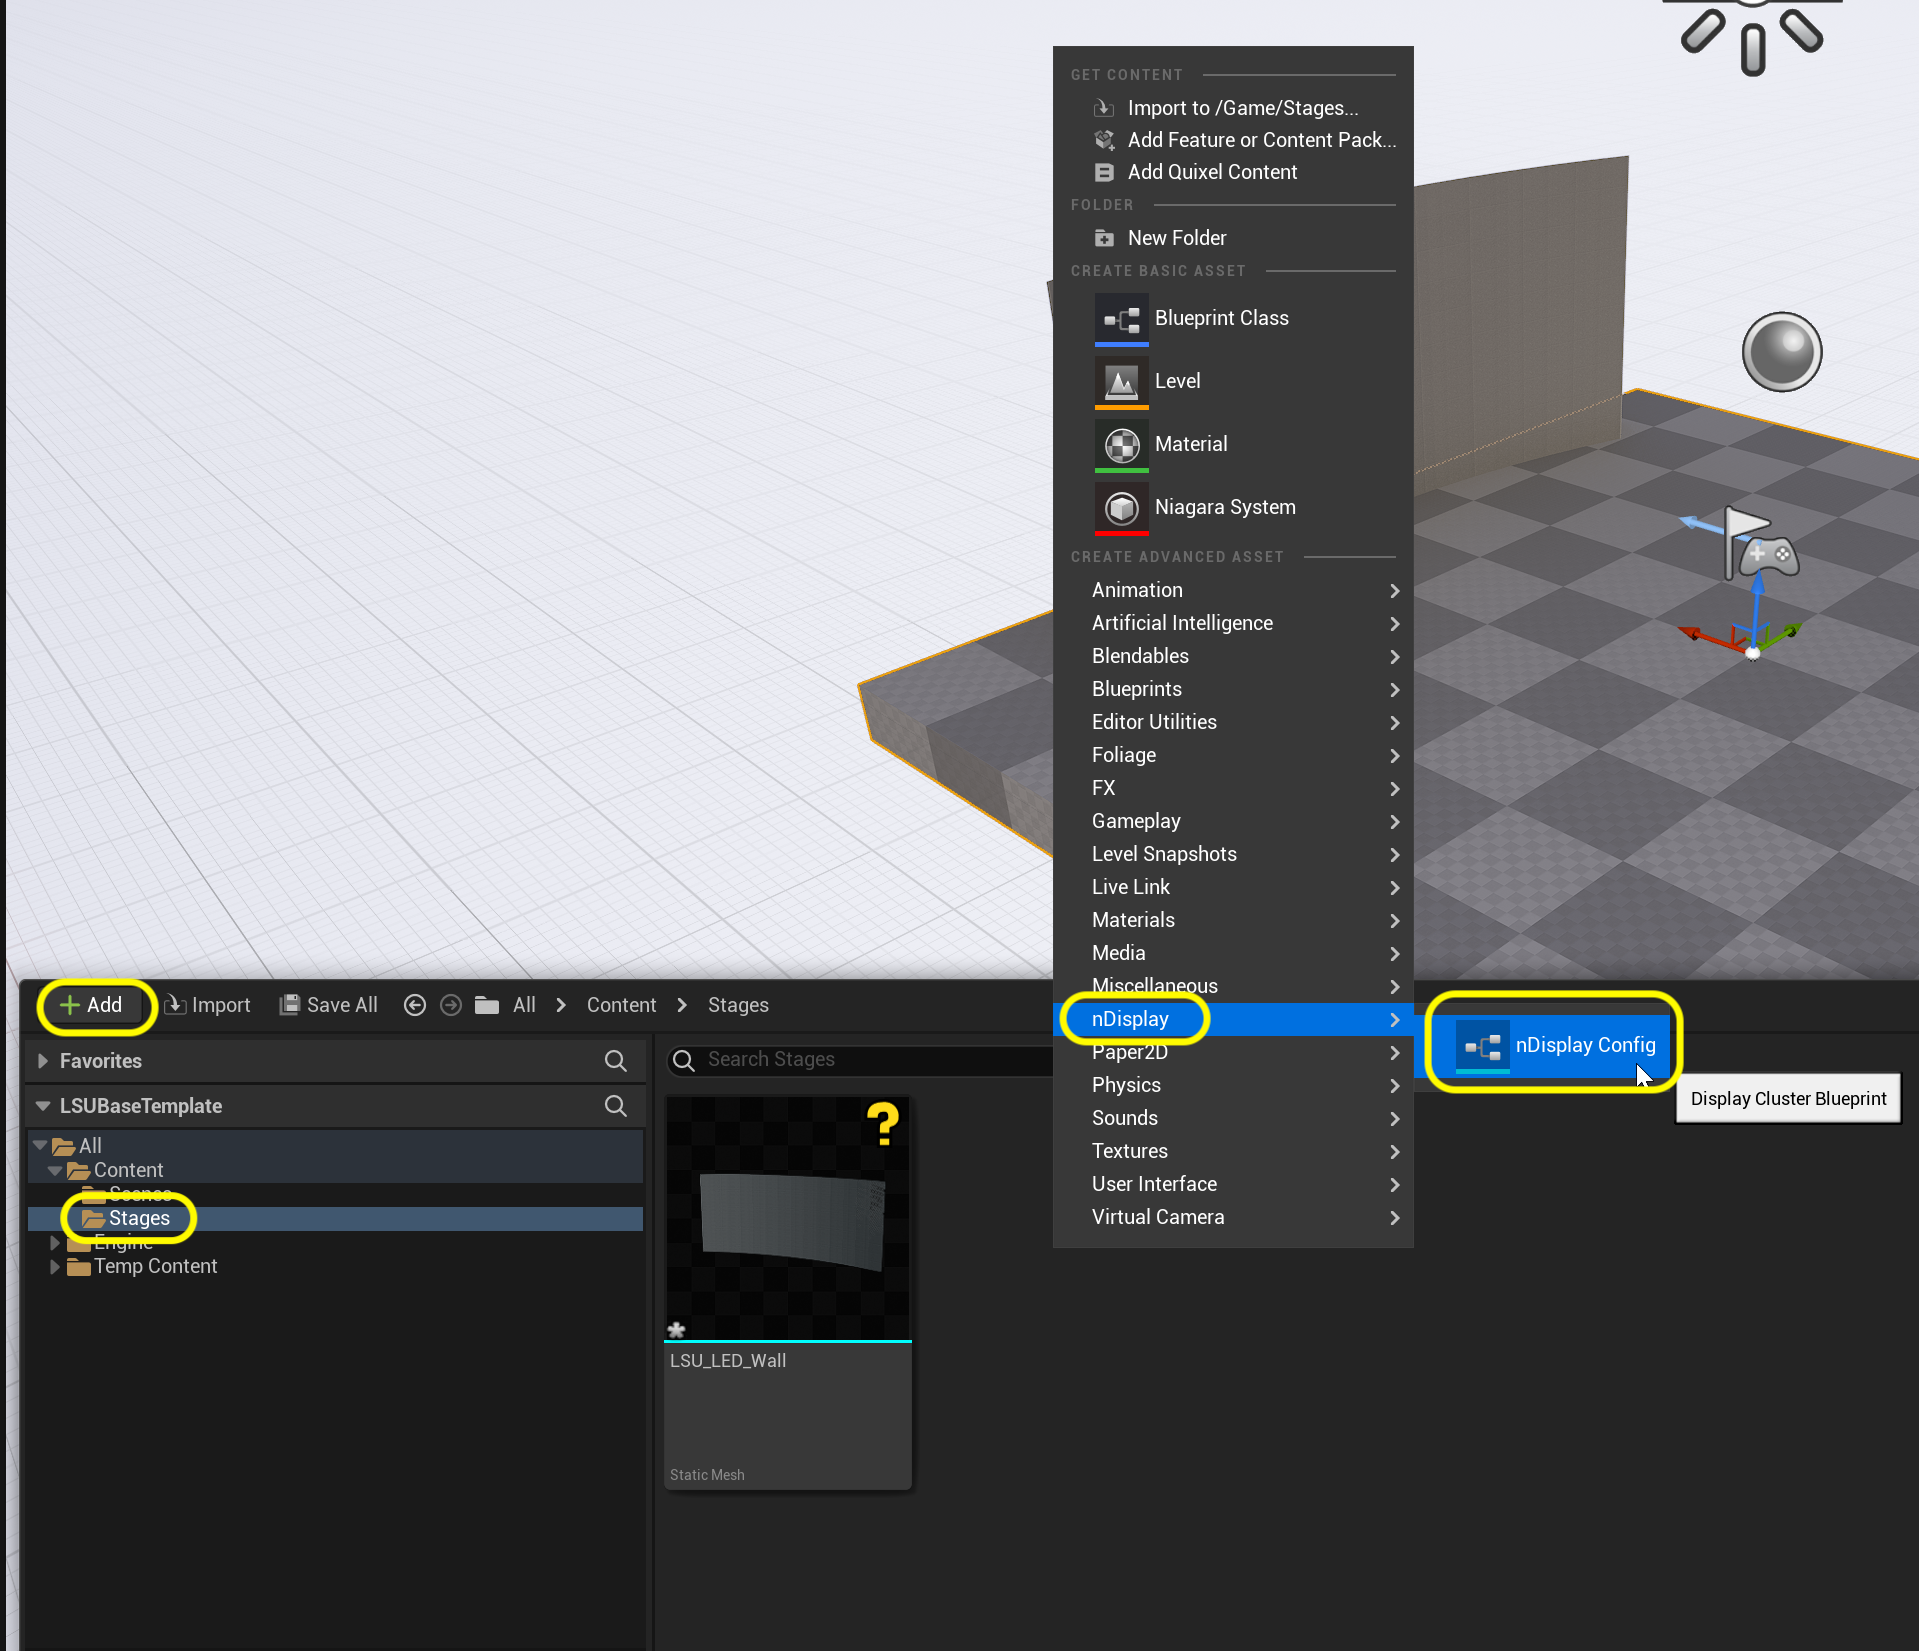 GET CONTENT
Import to /Game/Stages...
Add Feature or Content Pack...
Add Quixel Content
FOLDER
New Folder
CREATE BASIC ASSET
Blueprint Class
Level
Material
Niagara System
CREATE ADVANCED ASSET
Animation
Artificial Intelligence
Blendables
Blueprints
Editor Utilities
Foliage
FX
Gameplay
Level Snapshots
Live Link
Materials
Media
Miscellaneous
nDisplay
Paper2D
Physics
Sounds
Textures
User Interface
Virtual Camera
nDisplay Config
Display Cluster Blueprint
Add Import Save All All Content Stages
Favorites
Search Stages
LSUBaseTemplate
All
Content
Scenes
Stages
Engine
Temp Content
?
LSU_LED_Wall
Static Mesh